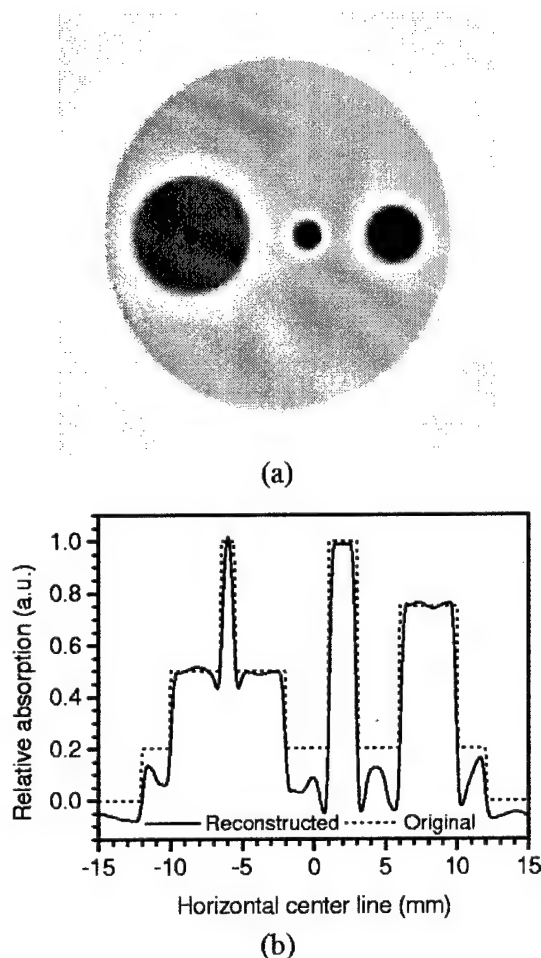 (a)
1.0
0.8
0.6
0.4
0.2
0.0
Relative absorption (a.u.)
Reconstructed Original
-15 -10 -5 0 5 10 15
Horizontal center line (mm)
(b)